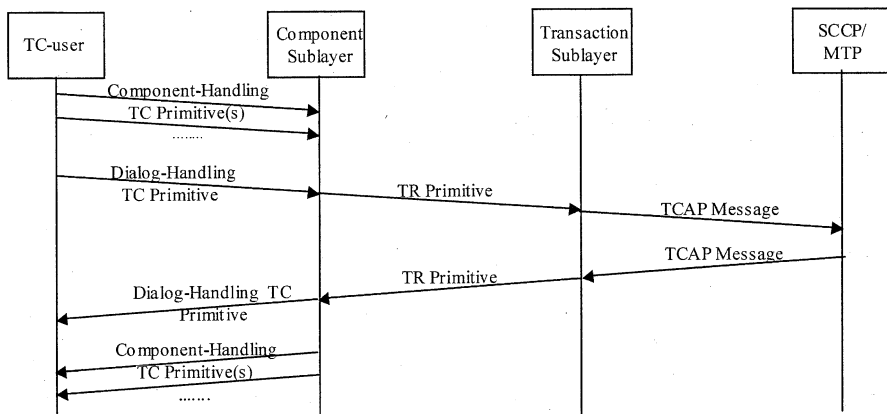 TC-user
Component
Sublayer
Transaction
Sublayer
SCCP/
MTP
Component-Handling
TC Primitive(s)
........
Dialog-Handling
TC Primitive
TR Primitive
TCAP Message
TCAP Message
TR Primitive
Dialog-Handling TC
Primitive
Component-Handling
TC Primitive(s)
.......